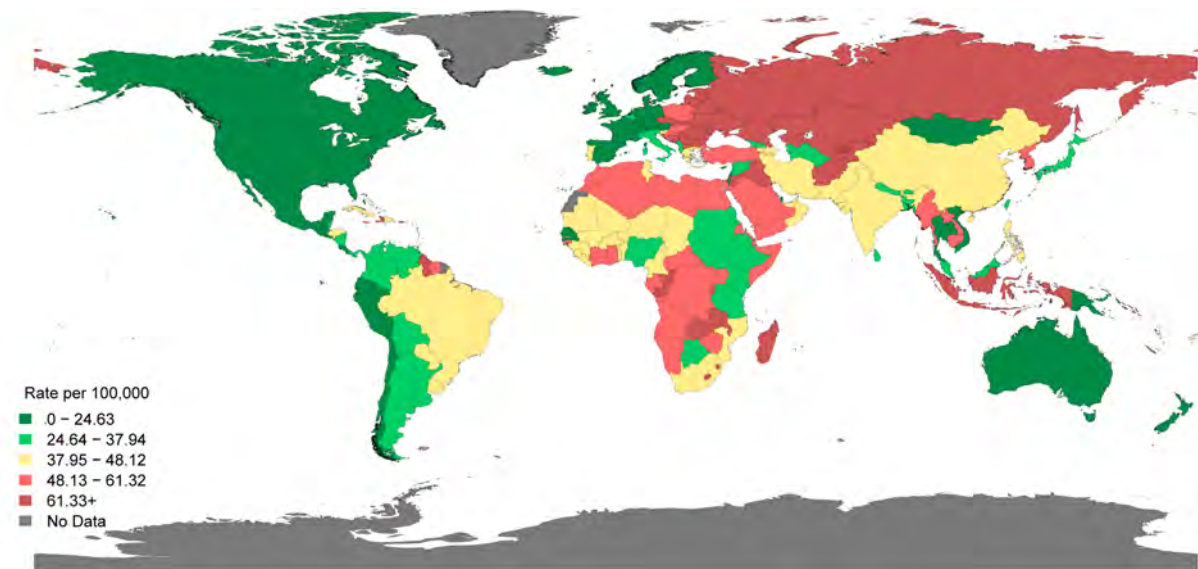 Rate per 100,000
.0 – 24.63
24.64 – 37.94
37.95 – 48.12
48.13 – 61.32
61.33+
No Data